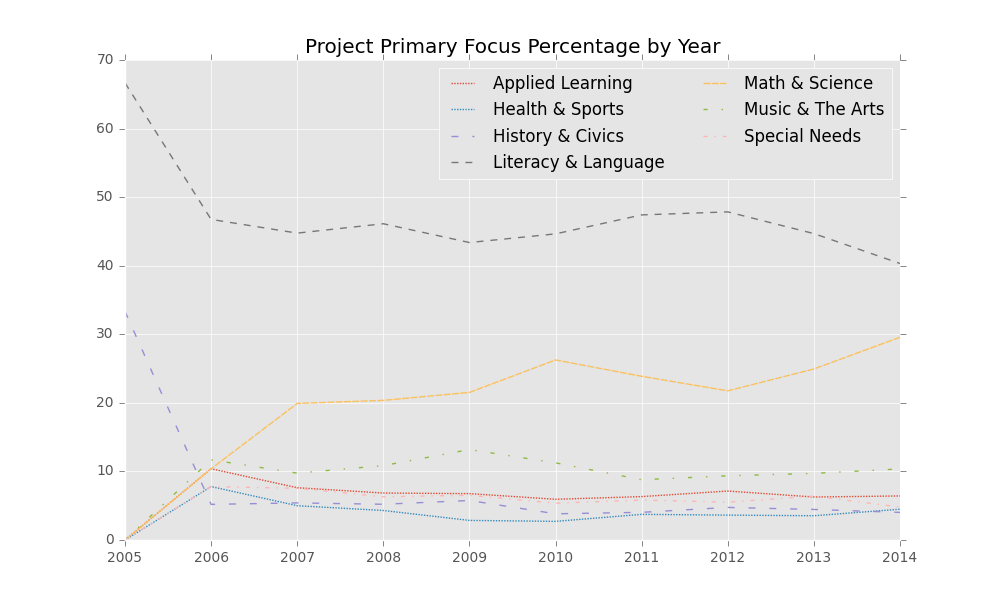 Project Primary Focus Percentage by Year
70
60
50
40
30
20
10
0
Applied Learning
Health & Sports
History & Civics
Literacy & Language
Math & Science
Music & The Arts
Special Needs
2005 2006 2007 2008 2009 2010 2011 2012 2013 2014